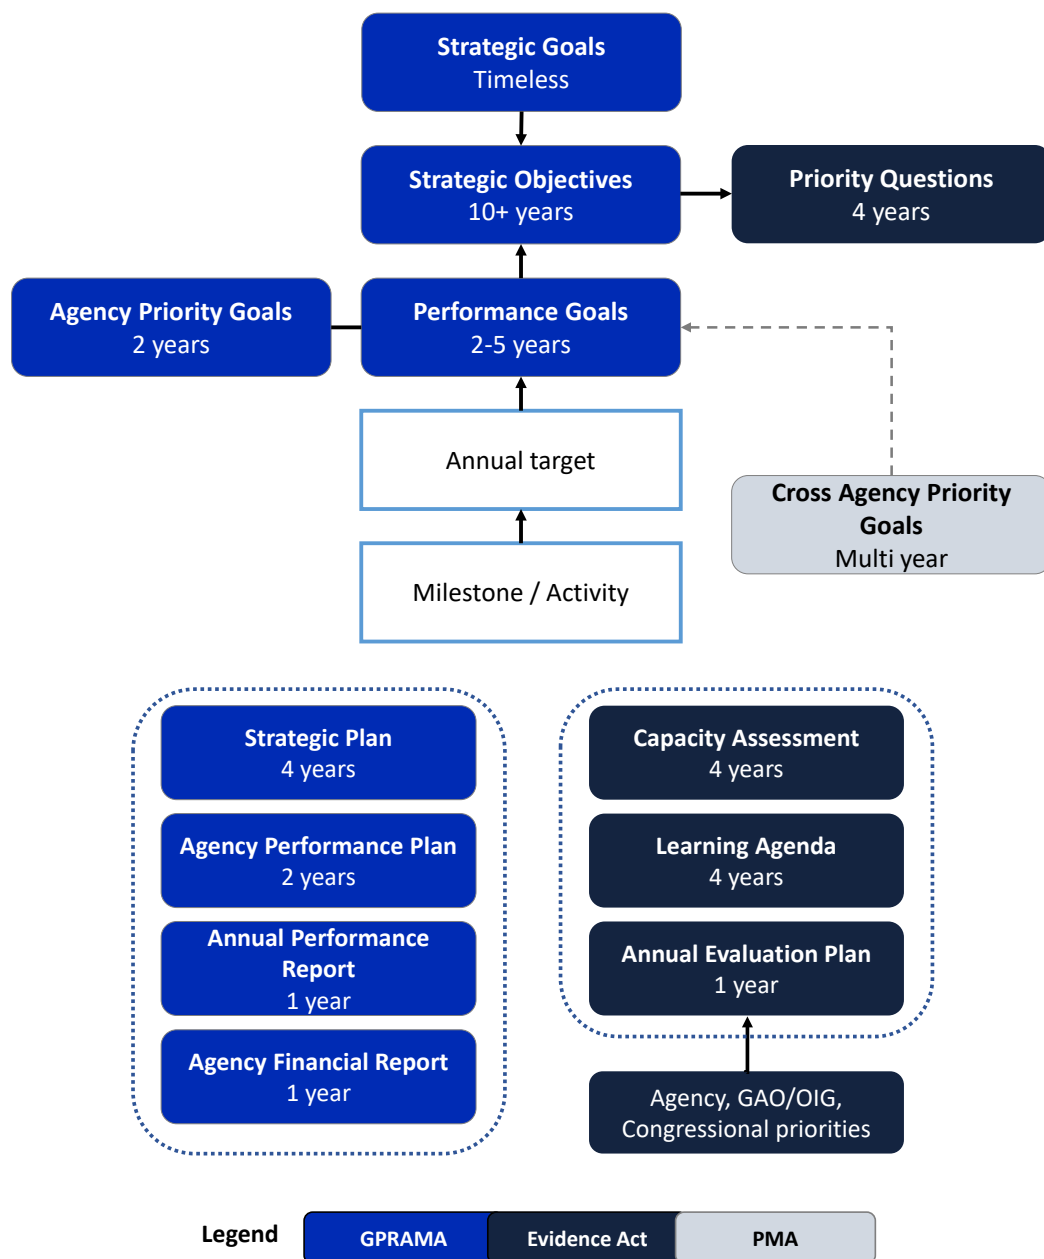 Strategic Goals
Timeless
Strategic Objectives
10+ years
Priority Questions
4 years
Agency Priority Goals
2 years
Performance Goals
2-5 years
Annual target
Cross Agency Priority
Goals
Multi year
Milestone / Activity
Strategic Plan
4 years
Agency Performance Plan
2 years
Annual Performance
Report
1 year
Agency Financial Report
1 year
Capacity Assessment
4 years
Learning Agenda
4 years
Annual Evaluation Plan
1 year
Agency, GAO/OIG,
Congressional priorities
Legend
GPRAMA
Evidence Act
PMA